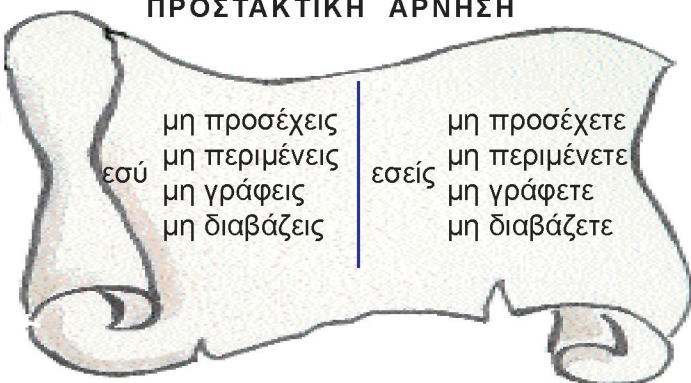 ΠΡΟΣΤΑΚΤΙΚΗ ΑΡΝΗΣΗ
εσύ
μη προσέχεις
μη περιμένεις
μη γράφεις
μη διαβάζεις
εσείς
μη προσέχετε
μη περιμένετε
μη γράφετε
μη διαβάζετε